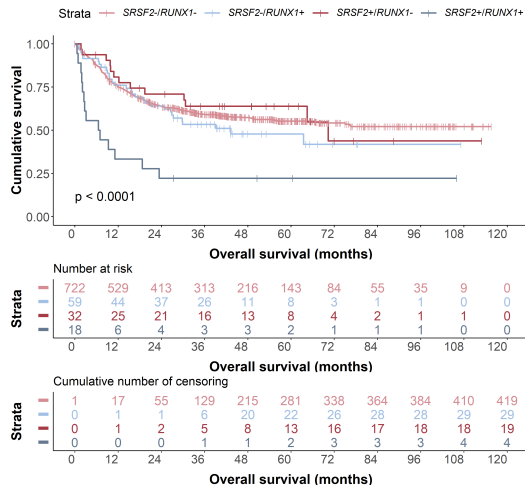 Strata SRSF2-/RUNX1- SRSF2-/RUNX1+ SRSF2+/RUNX1- SRSF2+/RUNX1+
Cumulative survival
1.00
0.75
0.50
0.25
0.00
p < 0.0001
0 12 24 36 48 60 72 84 96 108 120
Overall survival (months)
Number at risk
Strata
722 529 413 313 216 143 84 55 35 9 0
59 44 37 26 11 8 3 1 1 0 0
32 25 21 16 13 8 4 2 1 1 0
18 6 4 3 3 2 1 1 1 0 0
0 12 24 36 48 60 72 84 96 108 120
Overall survival (months)
Cumulative number of censoring
Strata
1 17 55 129 215 281 338 364 384 410 419
0 1 1 6 20 22 26 28 28 29 29
0 1 2 5 8 13 16 17 18 18 19
0 0 0 1 1 2 3 3 3 4 4
0 12 24 36 48 60 72 84 96 108 120
Overall survival (months)